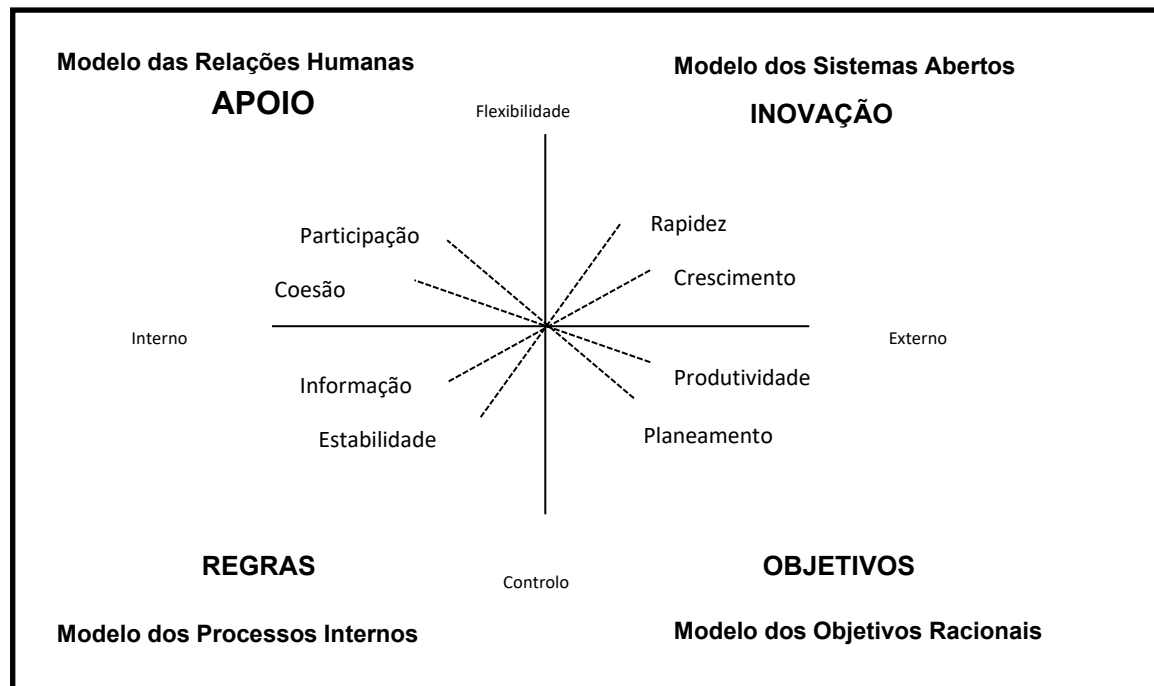 Modelo das Relações Humanas
APOIO
Modelo dos Sistemas Abertos
INOVAÇÃO
Flexibilidade
Participação
Rapidez
Coesão
Crescimento
Interno
Externo
Informação
Produtividade
Estabilidade
Planeamento
REGRAS
Controlo
OBJETIVOS
Modelo dos Processos Internos
Modelo dos Objetivos Racionais